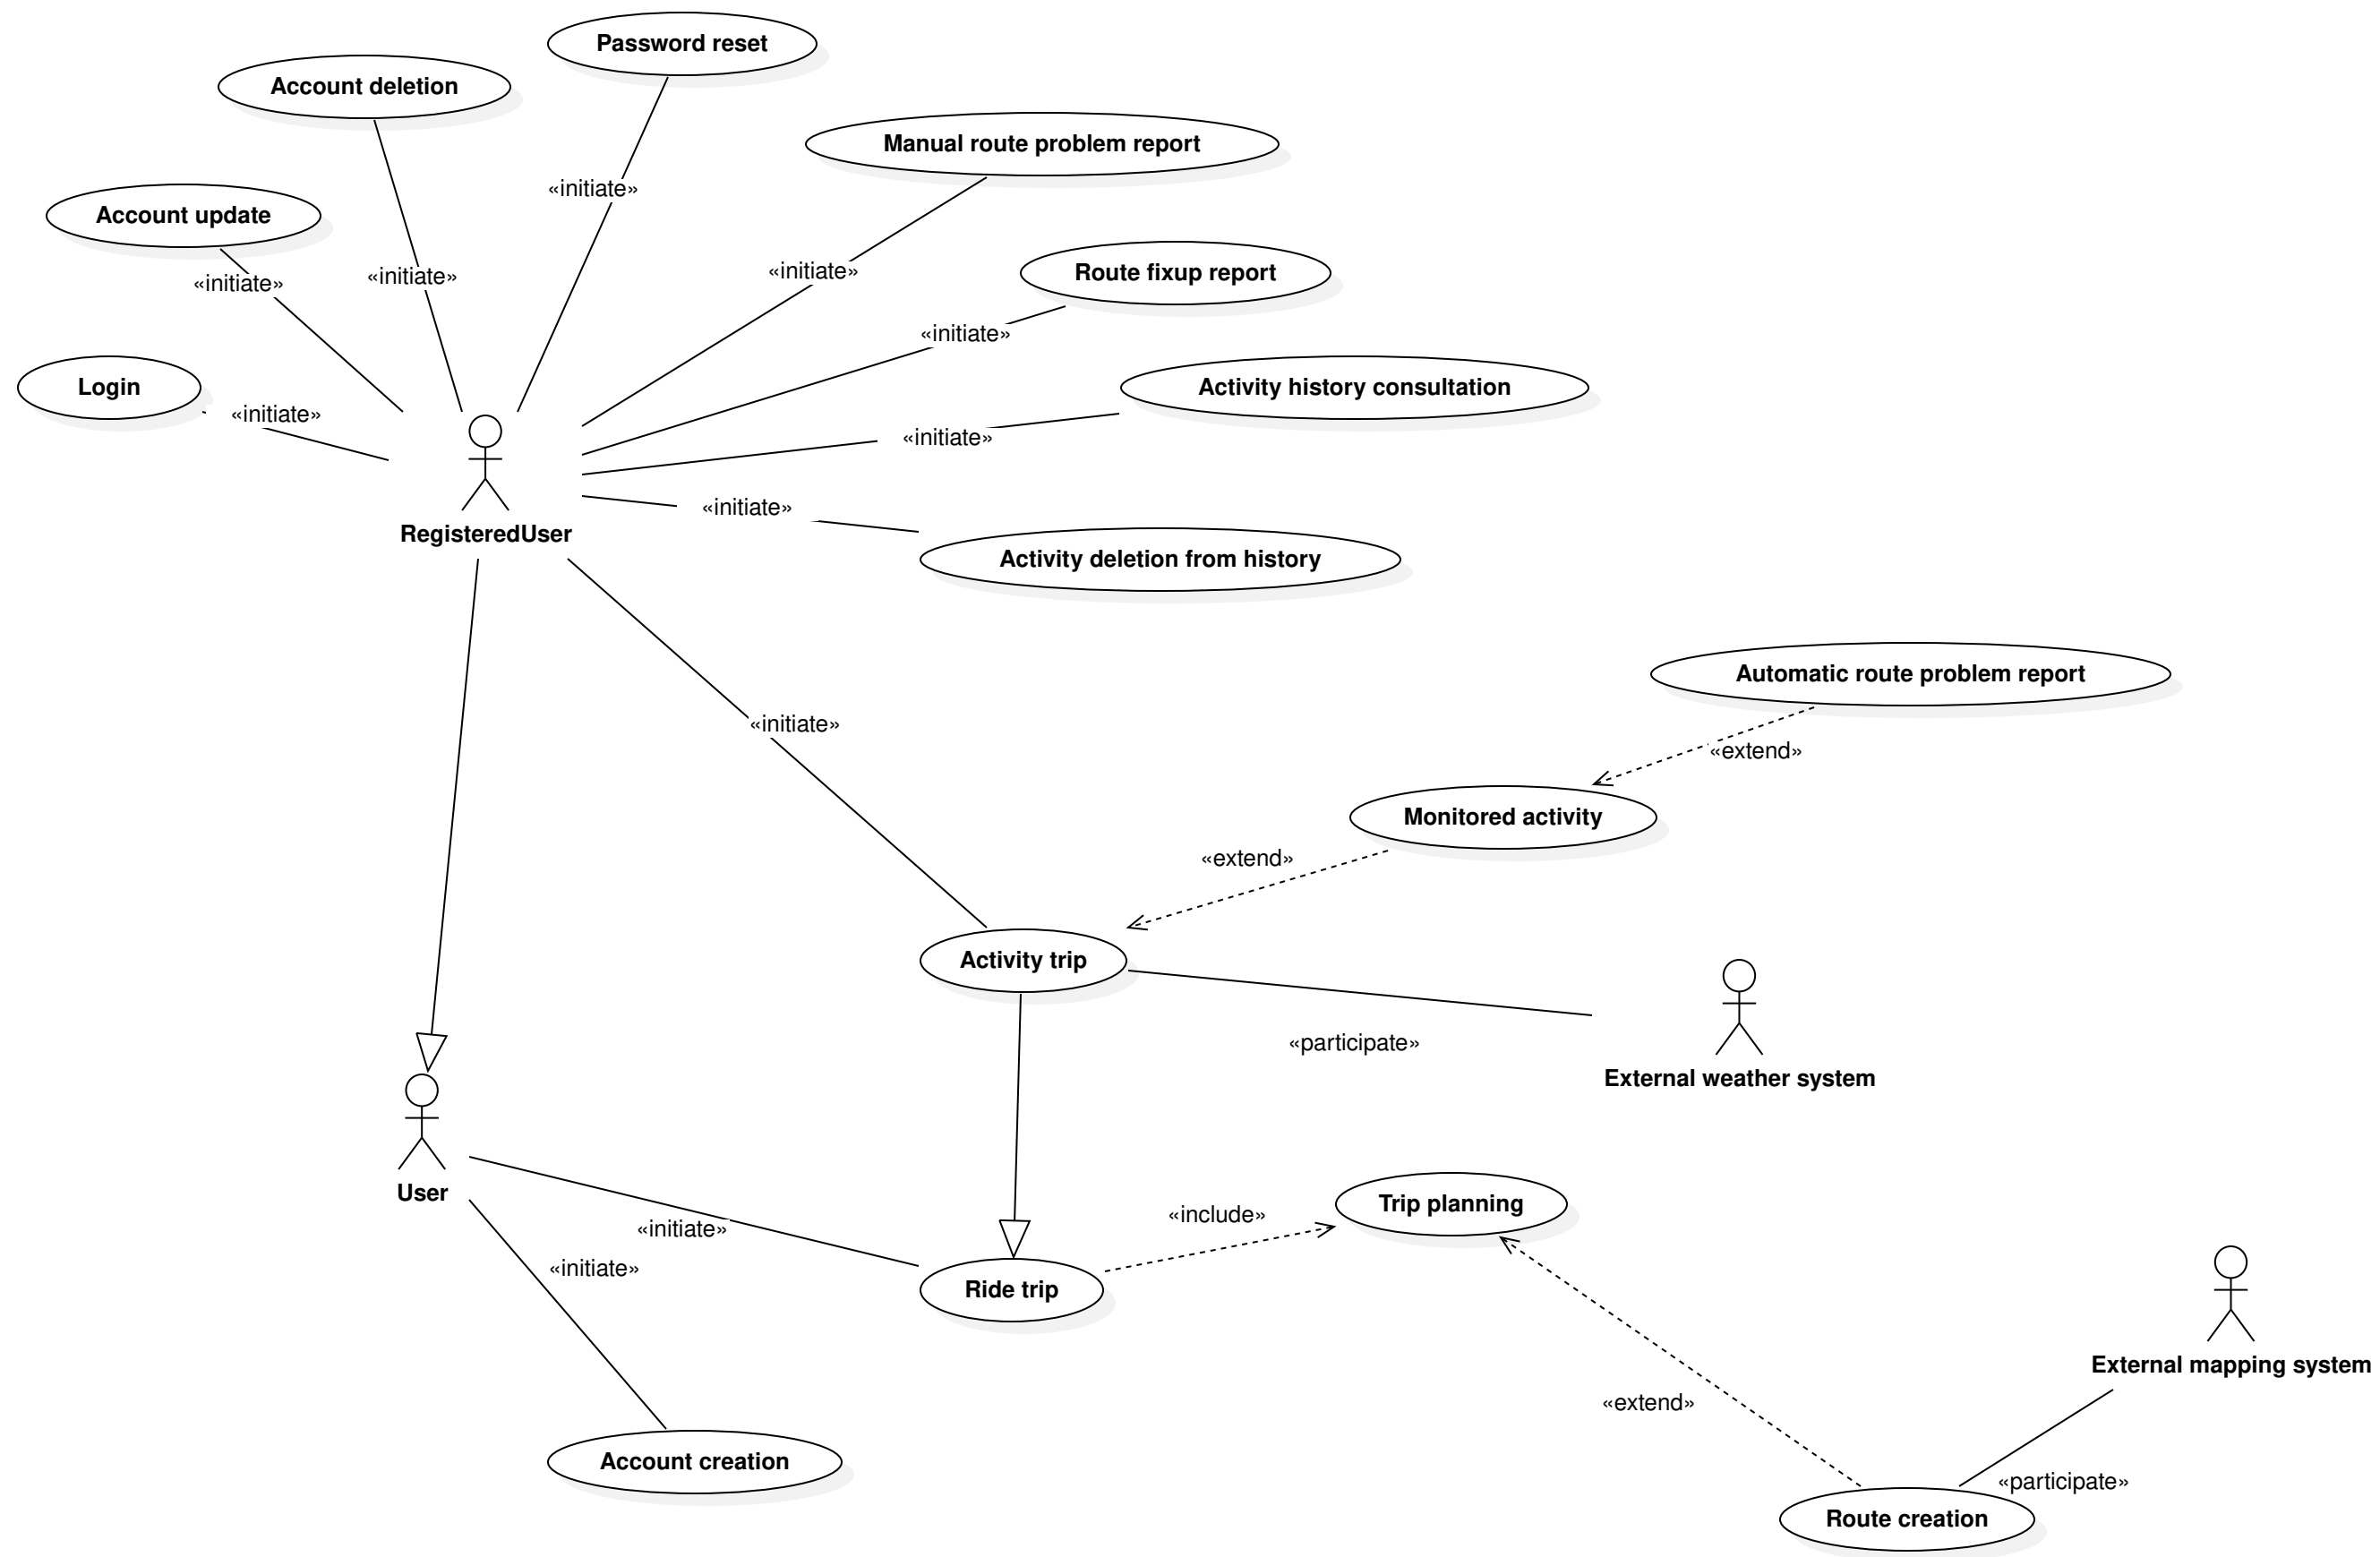 Password reset
Account deletion
Manual route problem report
«initiate»
Account update
Route fixup report
«initiate»
«initiate»
«initiate»
«initiate»
Login
Activity history consultation
«initiate»
«initiate»
«initiate»
RegisteredUser
Activity deletion from history
Automatic route problem report
«initiate»
«extend»
Monitored activity
«extend»
Activity trip
«participate»
External weather system
User
Trip planning
«include»
«initiate»
«initiate»
Ride trip
External mapping system
«extend»
Account creation
«participate»
Route creation